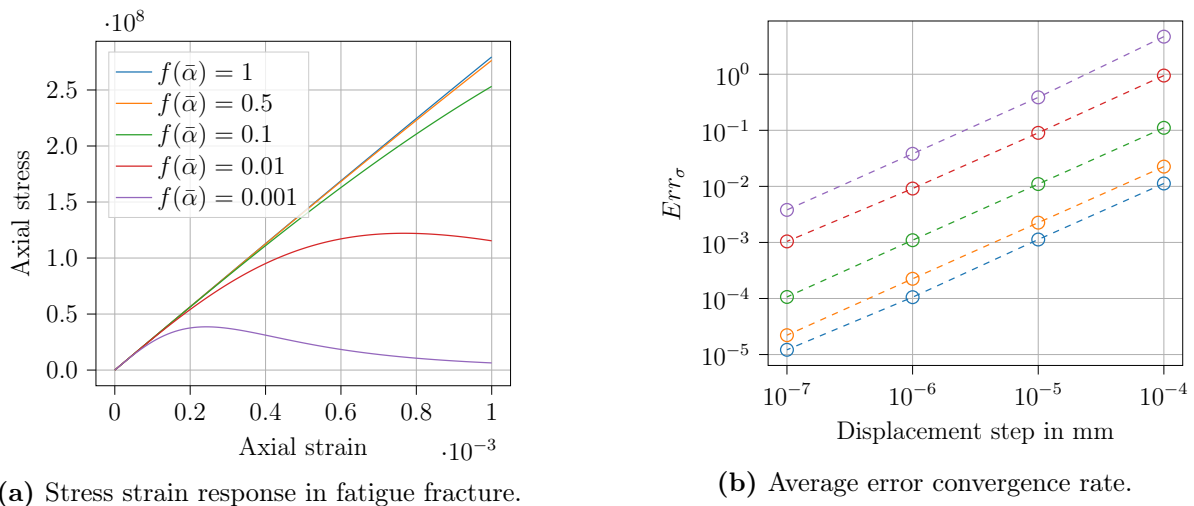 ·10^8
2.5
2.0
1.5
1.0
0.5
0.0
Axial stress
f(ᾱ) = 1
f(ᾱ) = 0.5
f(ᾱ) = 0.1
f(ᾱ) = 0.01
f(ᾱ) = 0.001
0 0.2 0.4 0.6 0.8 1
Axial strain ·10^−3
(a) Stress strain response in fatigue fracture.
10^0
10^−1
10^−2
10^−3
10^−4
10^−5
Err_σ
10^−7 10^−6 10^−5 10^−4
Displacement step in mm
(b) Average error convergence rate.